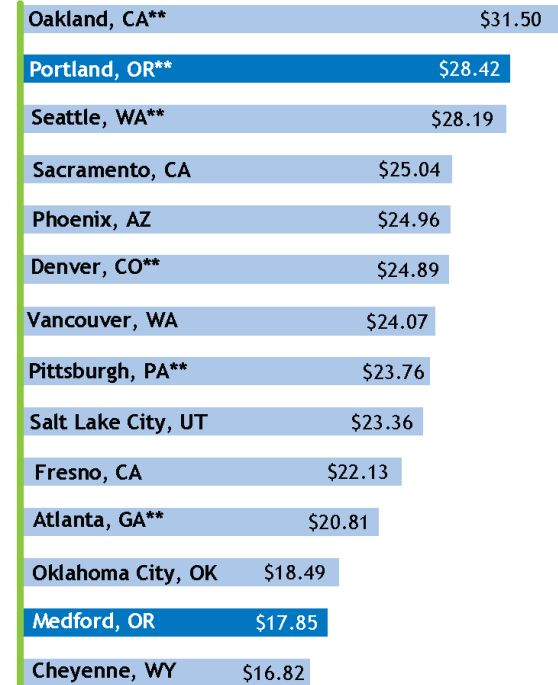 Oakland, CA** $31.50
Portland, OR** $28.42
Seattle, WA** $28.19
Sacramento, CA $25.04
Phoenix, AZ $24.96
Denver, CO** $24.89
Vancouver, WA $24.07
Pittsburgh, PA** $23.76
Salt Lake City, UT $23.36
Fresno, CA $22.13
Atlanta, GA** $20.81
Oklahoma City, OK $18.49
Medford, OR $17.85
Cheyenne, WY $16.82